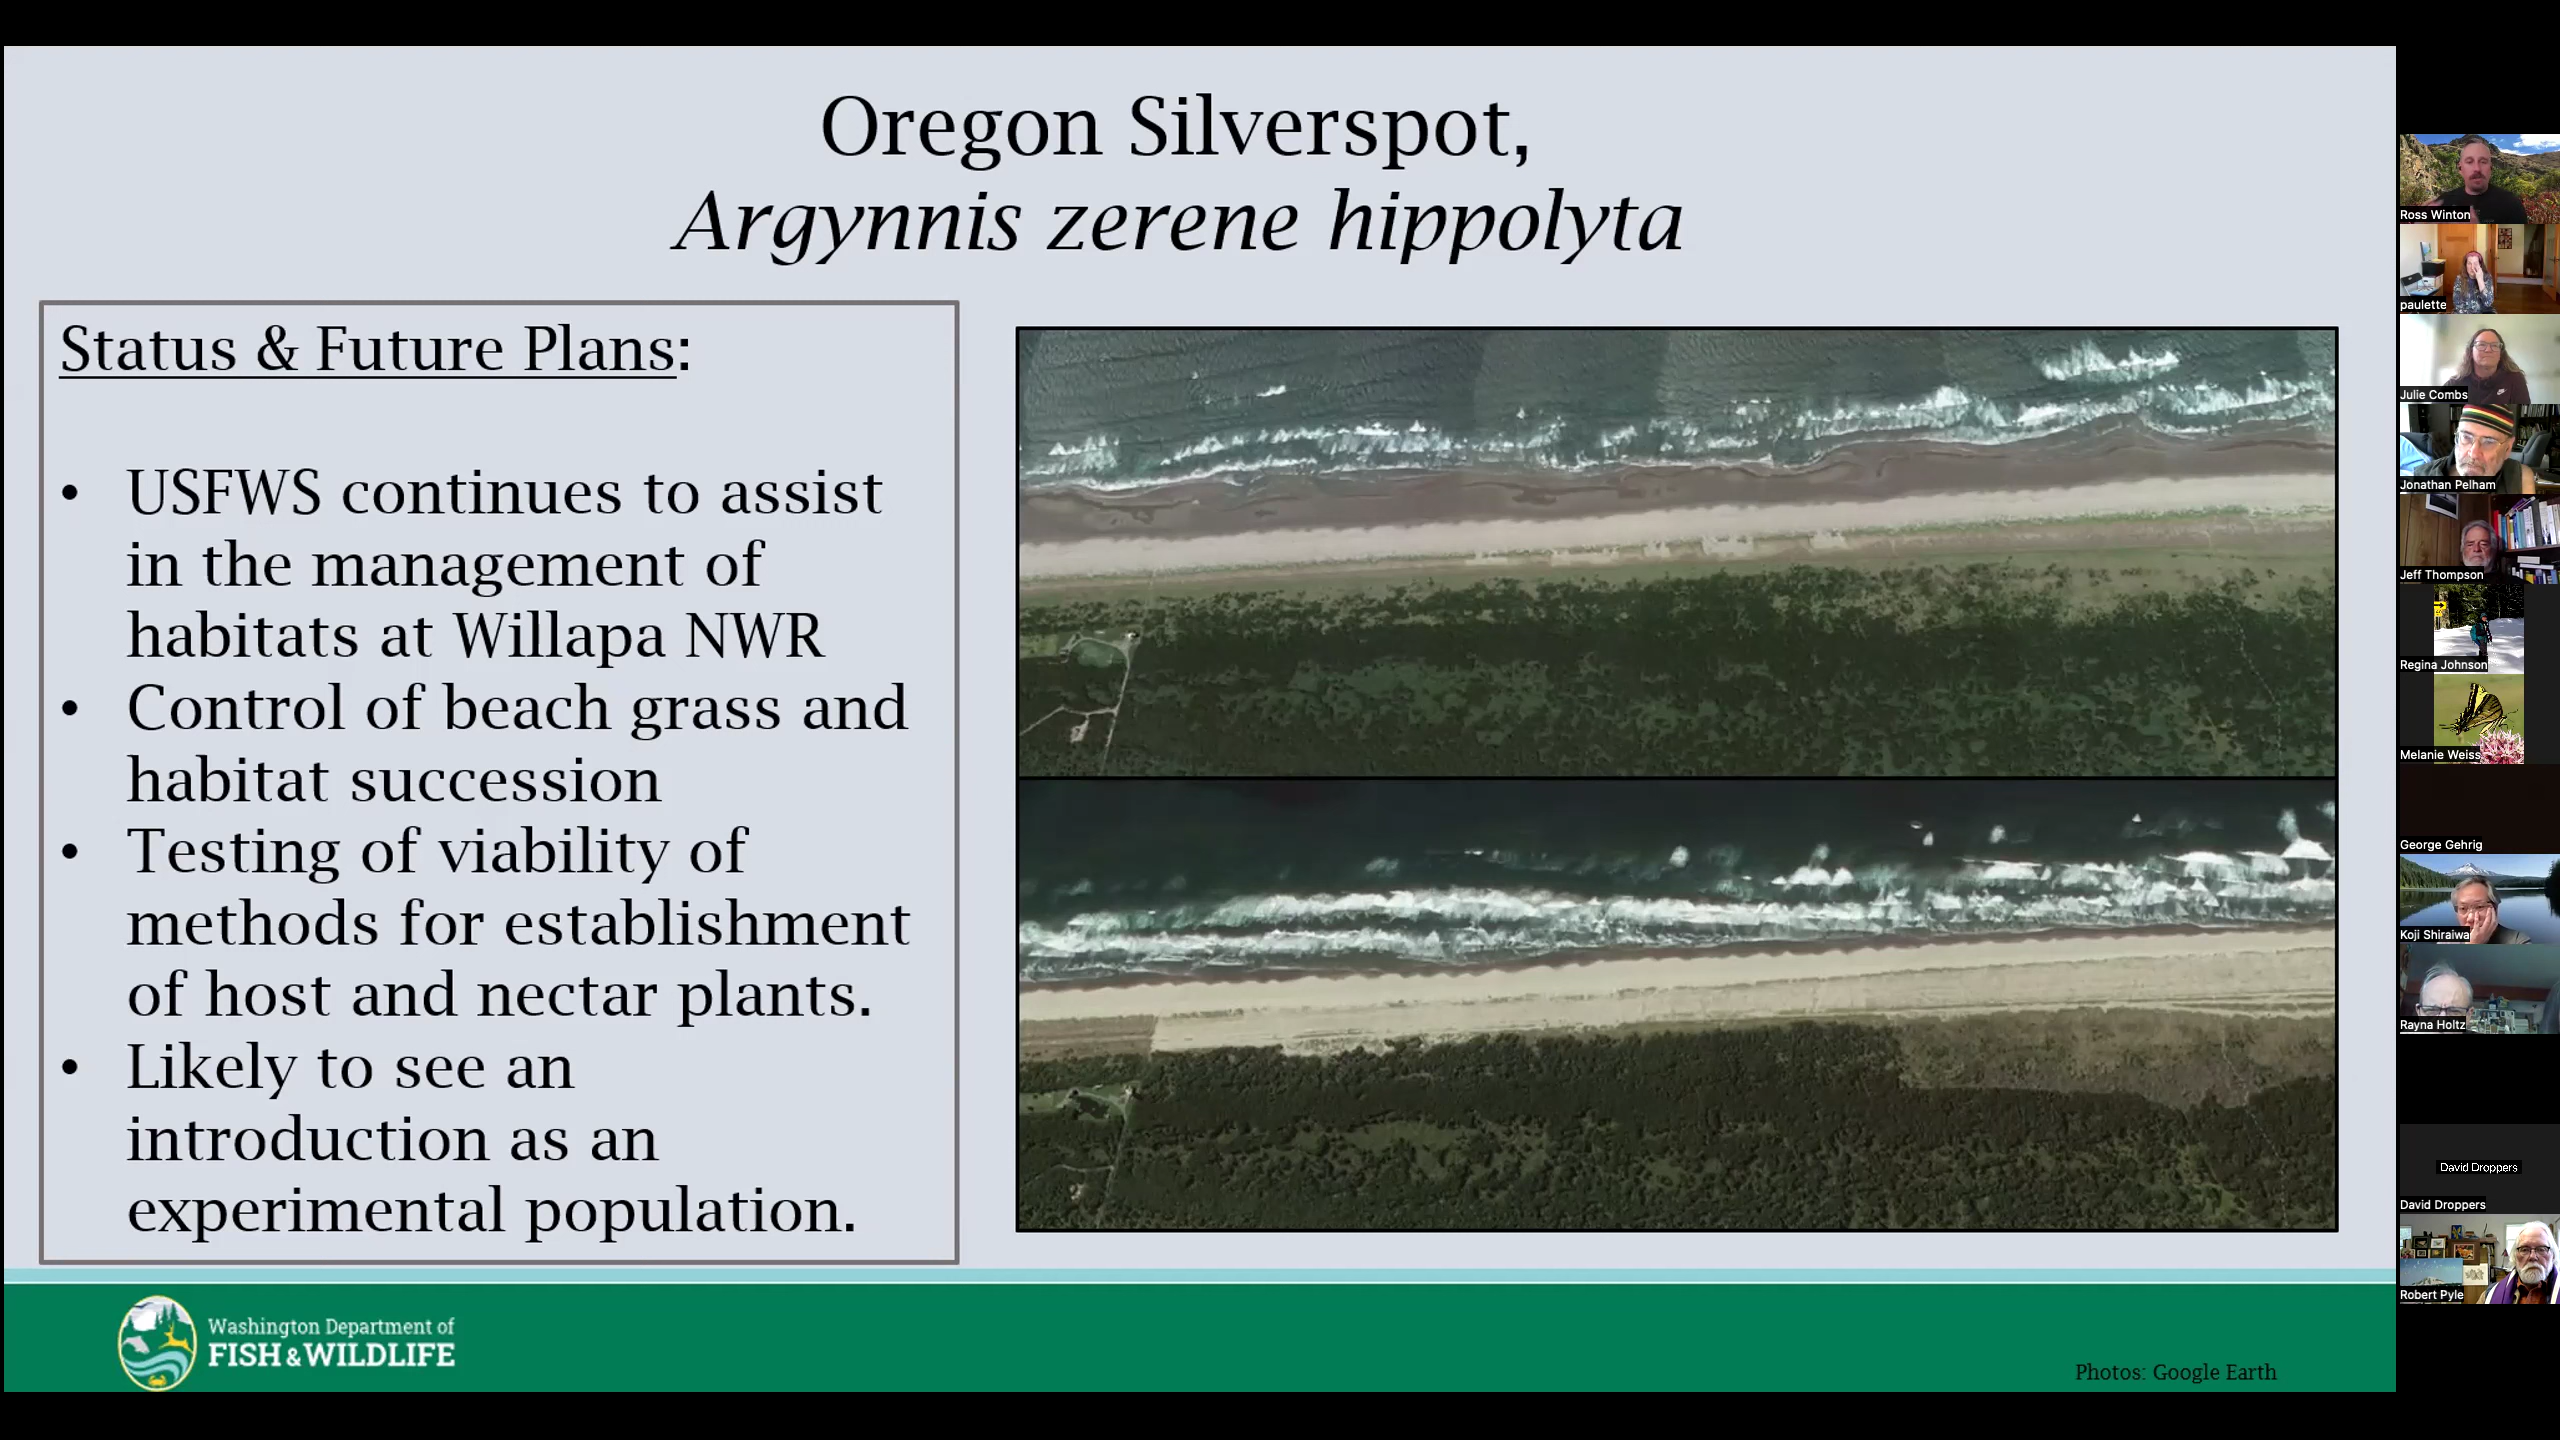 Oregon Silverspot,
Argynnis zerene hippolyta
Status & Future Plans:
• USFWS continues to assist
in the management of
habitats at Willapa NWR
• Control of beach grass and
habitat succession
• Testing of viability of
methods for establishment
of host and nectar plants.
• Likely to see an
introduction as an
experimental population.
Washington Department of
FISH & WILDLIFE
Photos: Google Earth
Ross Winton
paulette
Julie Combs
Jonathan Pelham
Jeff Thompson
Regina Johnson
Melanie Weiss
George Gehrig
Koji Shiraiwa
Rayna Holtz
David Droppers
David Droppers
Robert Pyle